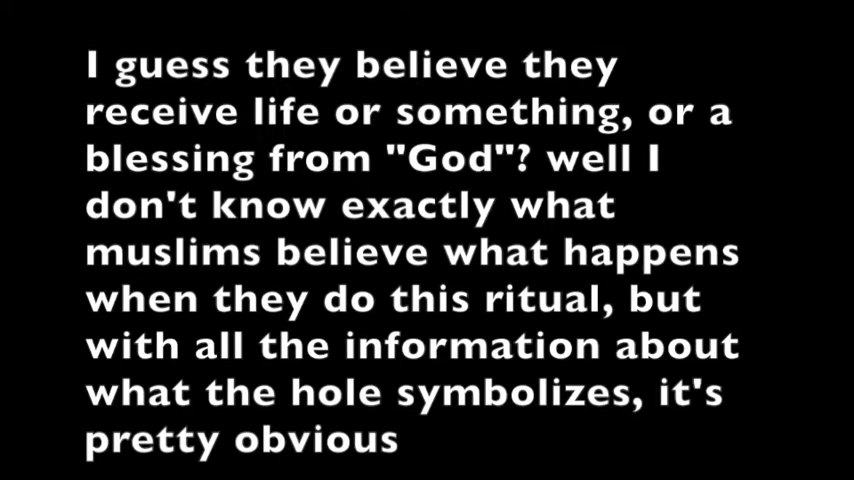 I guess they believe they
receive life or something, or a
blessing from "God"? well I
don't know exactly what
muslims believe what happens
when they do this ritual, but
with all the information about
what the hole symbolizes, it's
pretty obvious